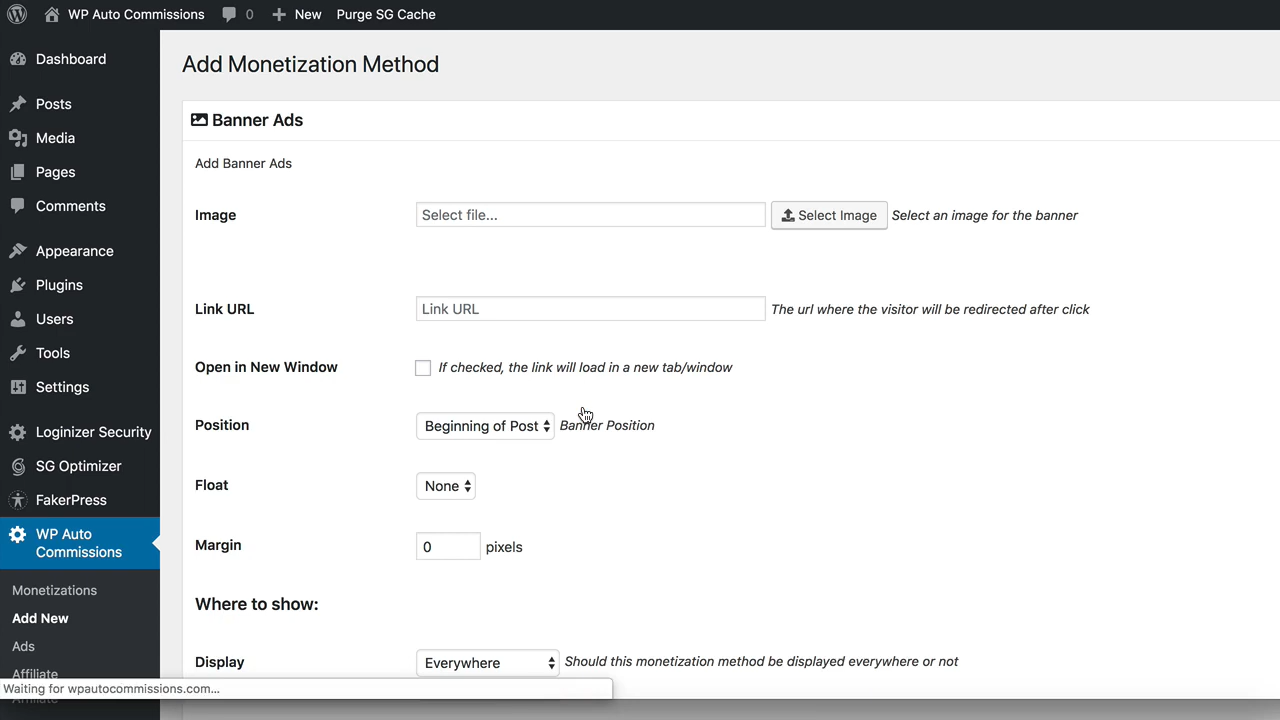 WP Auto Commissions 0 New Purge SG Cache
Dashboard
Posts
Media
Pages
Comments
Appearance
Plugins
Users
Tools
Settings
Loginizer Security
SG Optimizer
FakerPress
WP Auto
Commissions
Monetizations
Add New
Ads
Affiliate
Waiting for wpautocommissions.com...
Add Monetization Method
Banner Ads
Add Banner Ads
Image Select file... Select Image Select an image for the banner
Link URL Link URL The url where the visitor will be redirected after click
Open in New Window If checked, the link will load in a new tab/window
Position Beginning of Post Banner Position
Float None
Margin 0 pixels
Where to show:
Display Everywhere Should this monetization method be displayed everywhere or not